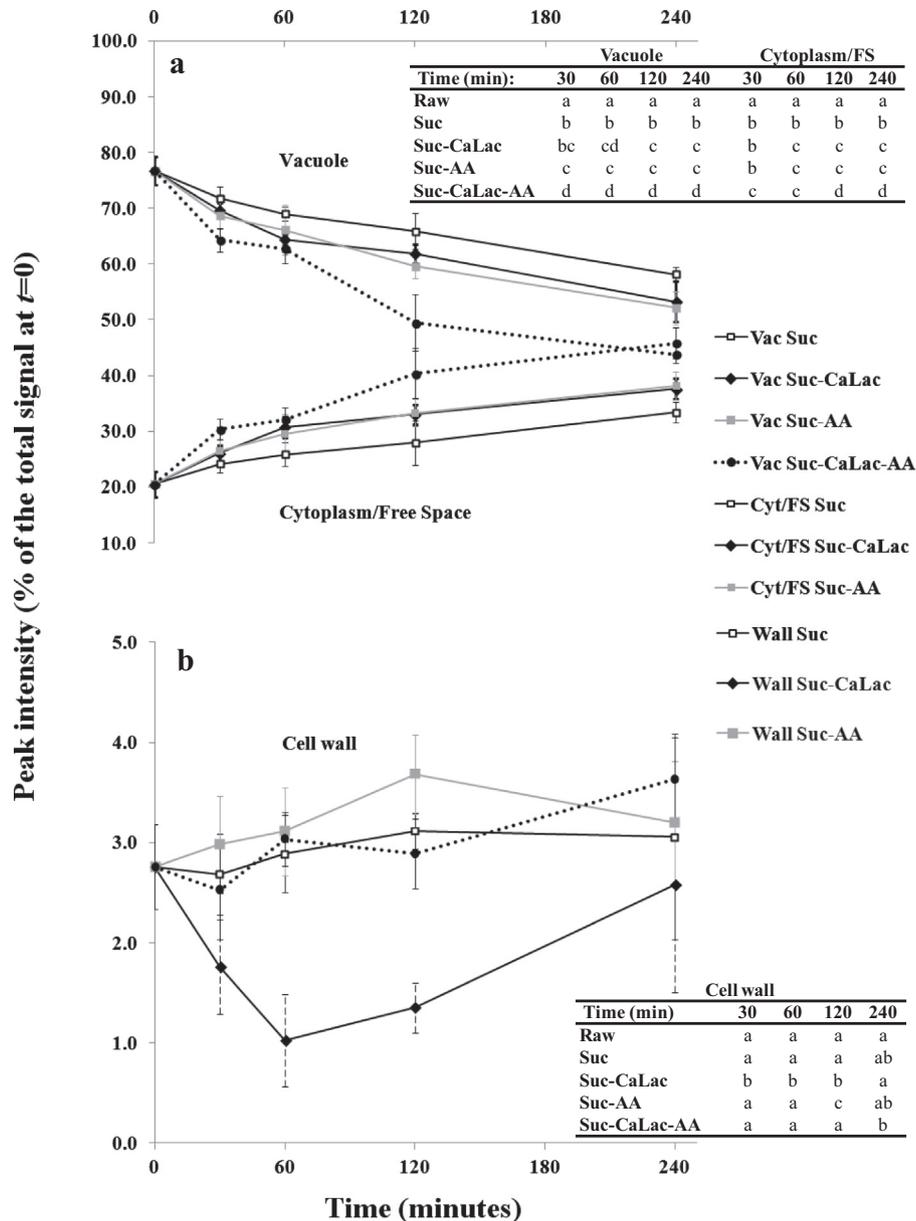 0 60 120 180 240
100.0
90.0
80.0
70.0
60.0
50.0
40.0
30.0
20.0
10.0
a
Vacuole Cytoplasm/FS
Time (min): 30 60 120 240 30 60 120 240
Raw a a a a a a a a
Suc b b b b b b b b
Suc-CaLac bc cd c c b c c c
Suc-AA c c c c b c c c
Suc-CaLac-AA d d d d c c d d
Vacuole
Cytoplasm/Free Space
Peak intensity (% of the total signal at t=0)
Vac Suc
Vac Suc-CaLac
Vac Suc-AA
Vac Suc-CaLac-AA
Cyt/FS Suc
Cyt/FS Suc-CaLac
Cyt/FS Suc-AA
Wall Suc
Wall Suc-CaLac
Wall Suc-AA
5.0
4.0
3.0
2.0
1.0
0.0
b
Cell wall
Cell wall
Time (min) 30 60 120 240
Raw a a a a
Suc a a a ab
Suc-CaLac b b b a
Suc-AA a a c ab
Suc-CaLac-AA a a a b
0 60 120 180 240
Time (minutes)